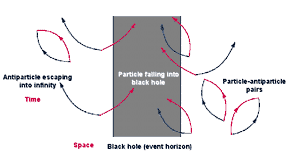 Antiparticle escaping
into infinity
Time
Particle falling into
black hole
Particle-antiparticle
pairs
Space
Black hole (event horizon)